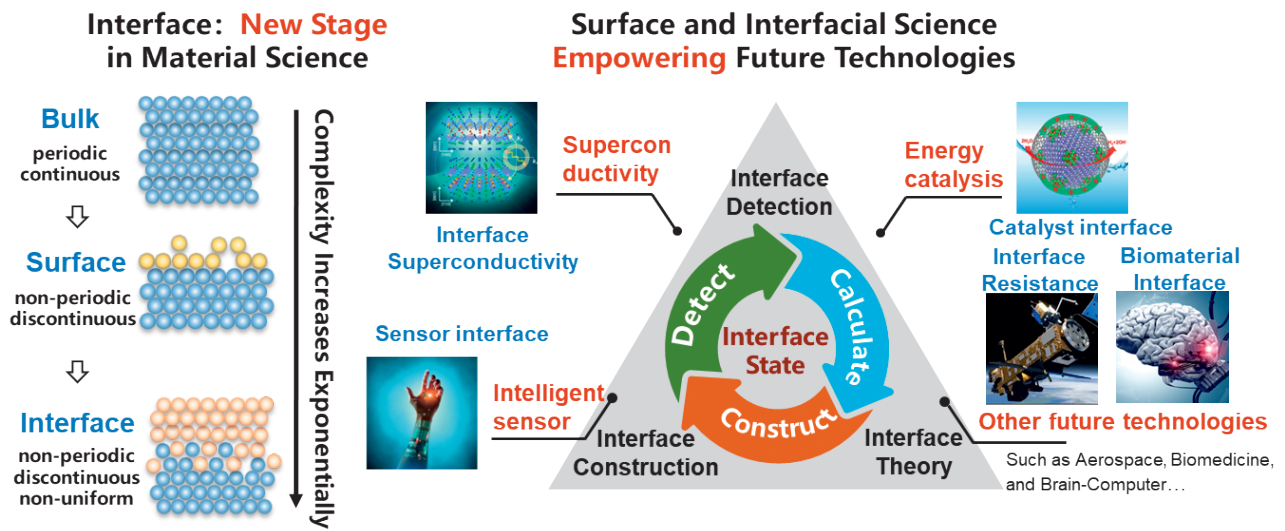 Interface: New Stage
in Material Science
Bulk
periodic
continuous
Surface
non-periodic
discontinuous
Interface
non-periodic
discontinuous
non-uniform
Complexity Increases Exponentially
Surface and Interfacial Science
Empowering Future Technologies
Supercon
ductivity
Interface
Superconductivity
Sensor interface
Intelligent
sensor
Interface
Detection
Detect
Calculate
Construct
Interface
State
Interface
Construction
Interface
Theory
Energy
catalysis
Catalyst interface
Interface
Resistance
Biomaterial
Interface
Other future technologies
Such as Aerospace, Biomedicine,
and Brain-Computer…